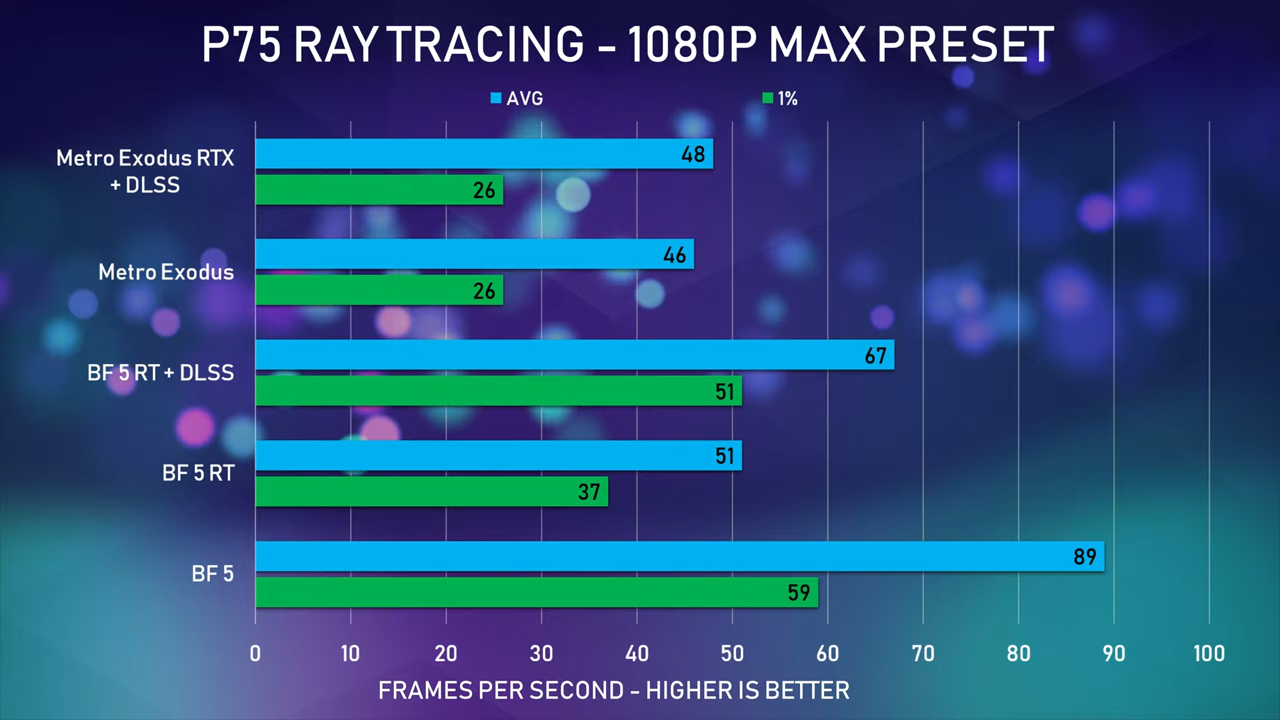 P75 RAY TRACING - 1080P MAX PRESET
AVG 1%
Metro Exodus RTX
+ DLSS
48
26
Metro Exodus
46
26
BF 5 RT + DLSS
67
51
BF 5 RT
51
37
BF 5
89
59
0 10 20 30 40 50 60 70 80 90 100
FRAMES PER SECOND - HIGHER IS BETTER